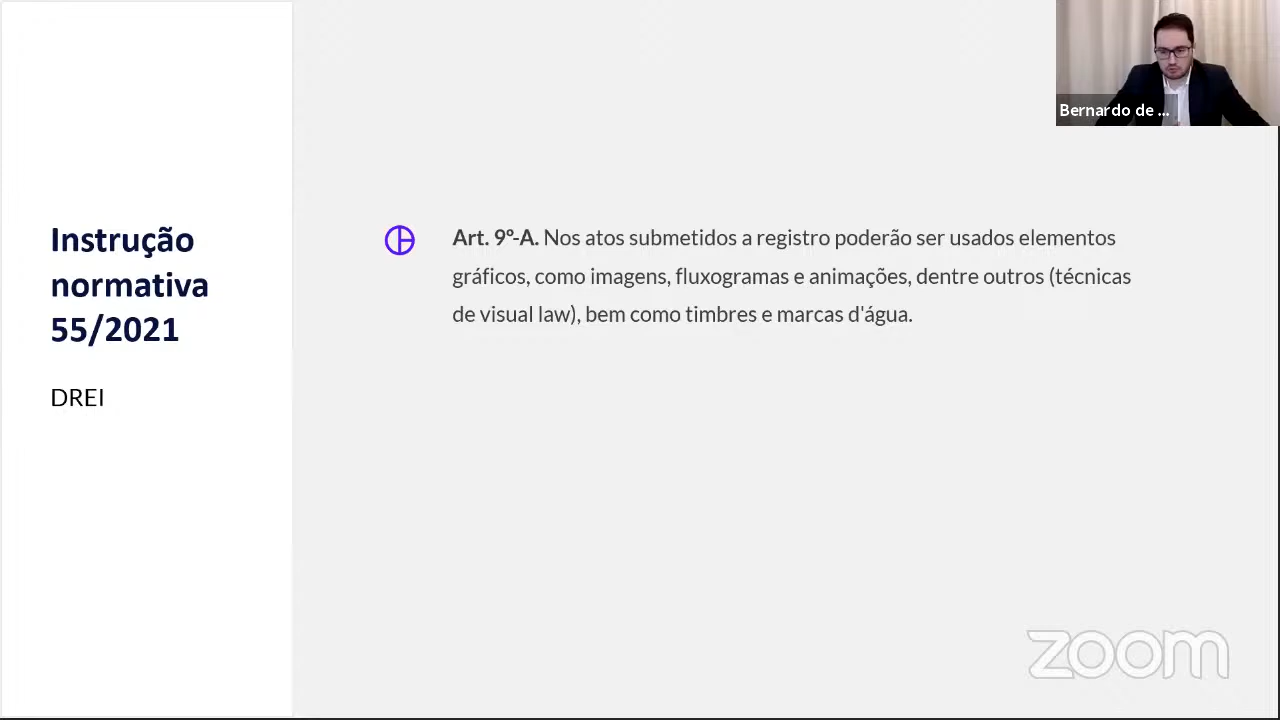 Bernardo de ...
Instrução
normativa
55/2021
DREI
Art. 9º-A. Nos atos submetidos a registro poderão ser usados elementos
gráficos, como imagens, fluxogramas e animações, dentre outros (técnicas
de visual law), bem como timbres e marcas d'água.
zoom